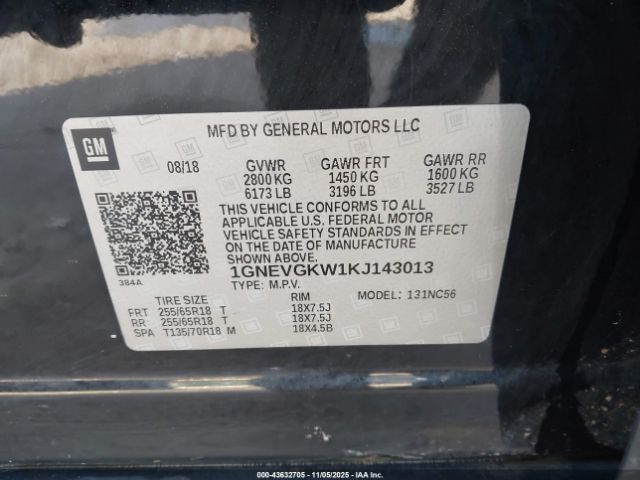 GM
MFD BY GENERAL MOTORS LLC
08/18 GVWR GAWR FRT GAWR RR
2800 KG 1450 KG 1600 KG
6173 LB 3196 LB 3527 LB
THIS VEHICLE CONFORMS TO ALL
APPLICABLE U.S. FEDERAL MOTOR
VEHICLE SAFETY STANDARDS IN EFFECT
ON THE DATE OF MANUFACTURE
SHOWN ABOVE.
384A 1GNEVGKW1KJ143013
TYPE: M.P.V. MODEL: 131NC56
TIRE SIZE RIM
FRT 255/65R18 T 18X7.5J
RR: 255/65R18 T 18X7.5J
SPA T135/70R18 M 18X4.5B
000-43632705 - 11/05/2025 - IAAI.COM